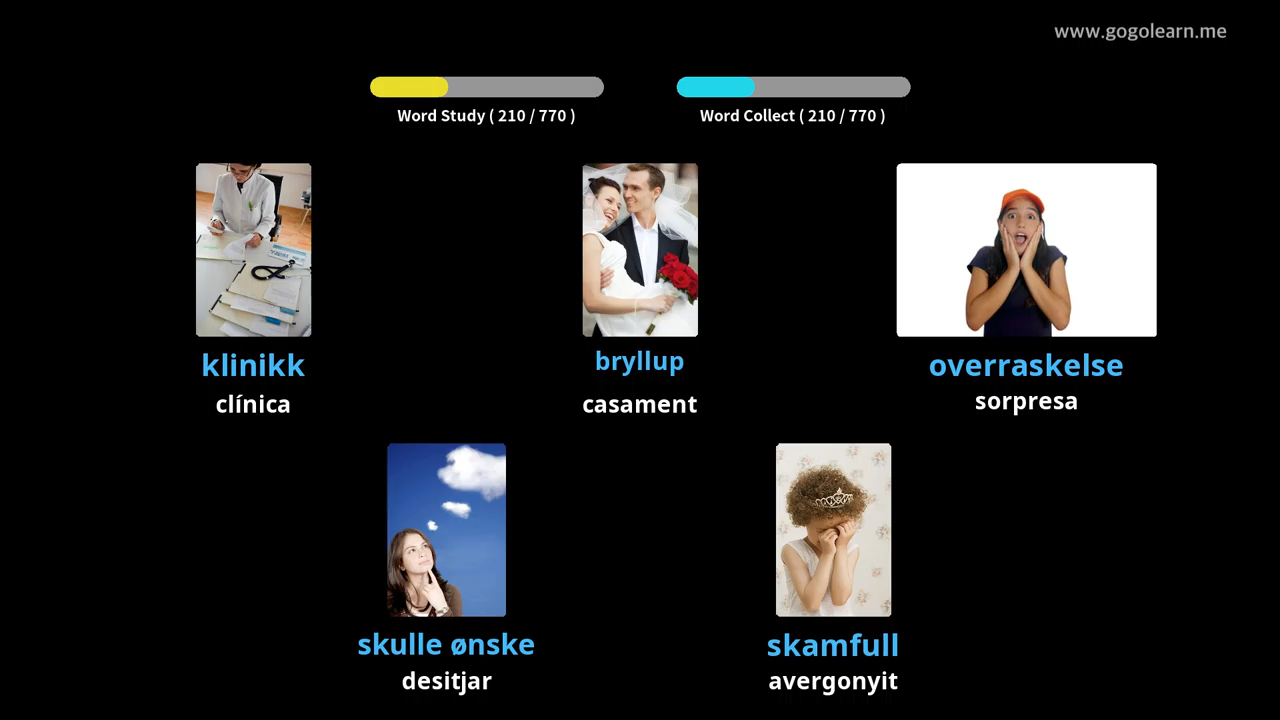 www.gogolearn.me
Word Study ( 210 / 770 )
Word Collect ( 210 / 770 )
klinikk
clínica
bryllup
casament
overraskelse
sorpresa
skulle ønske
desitjar
skamfull
avergonyit